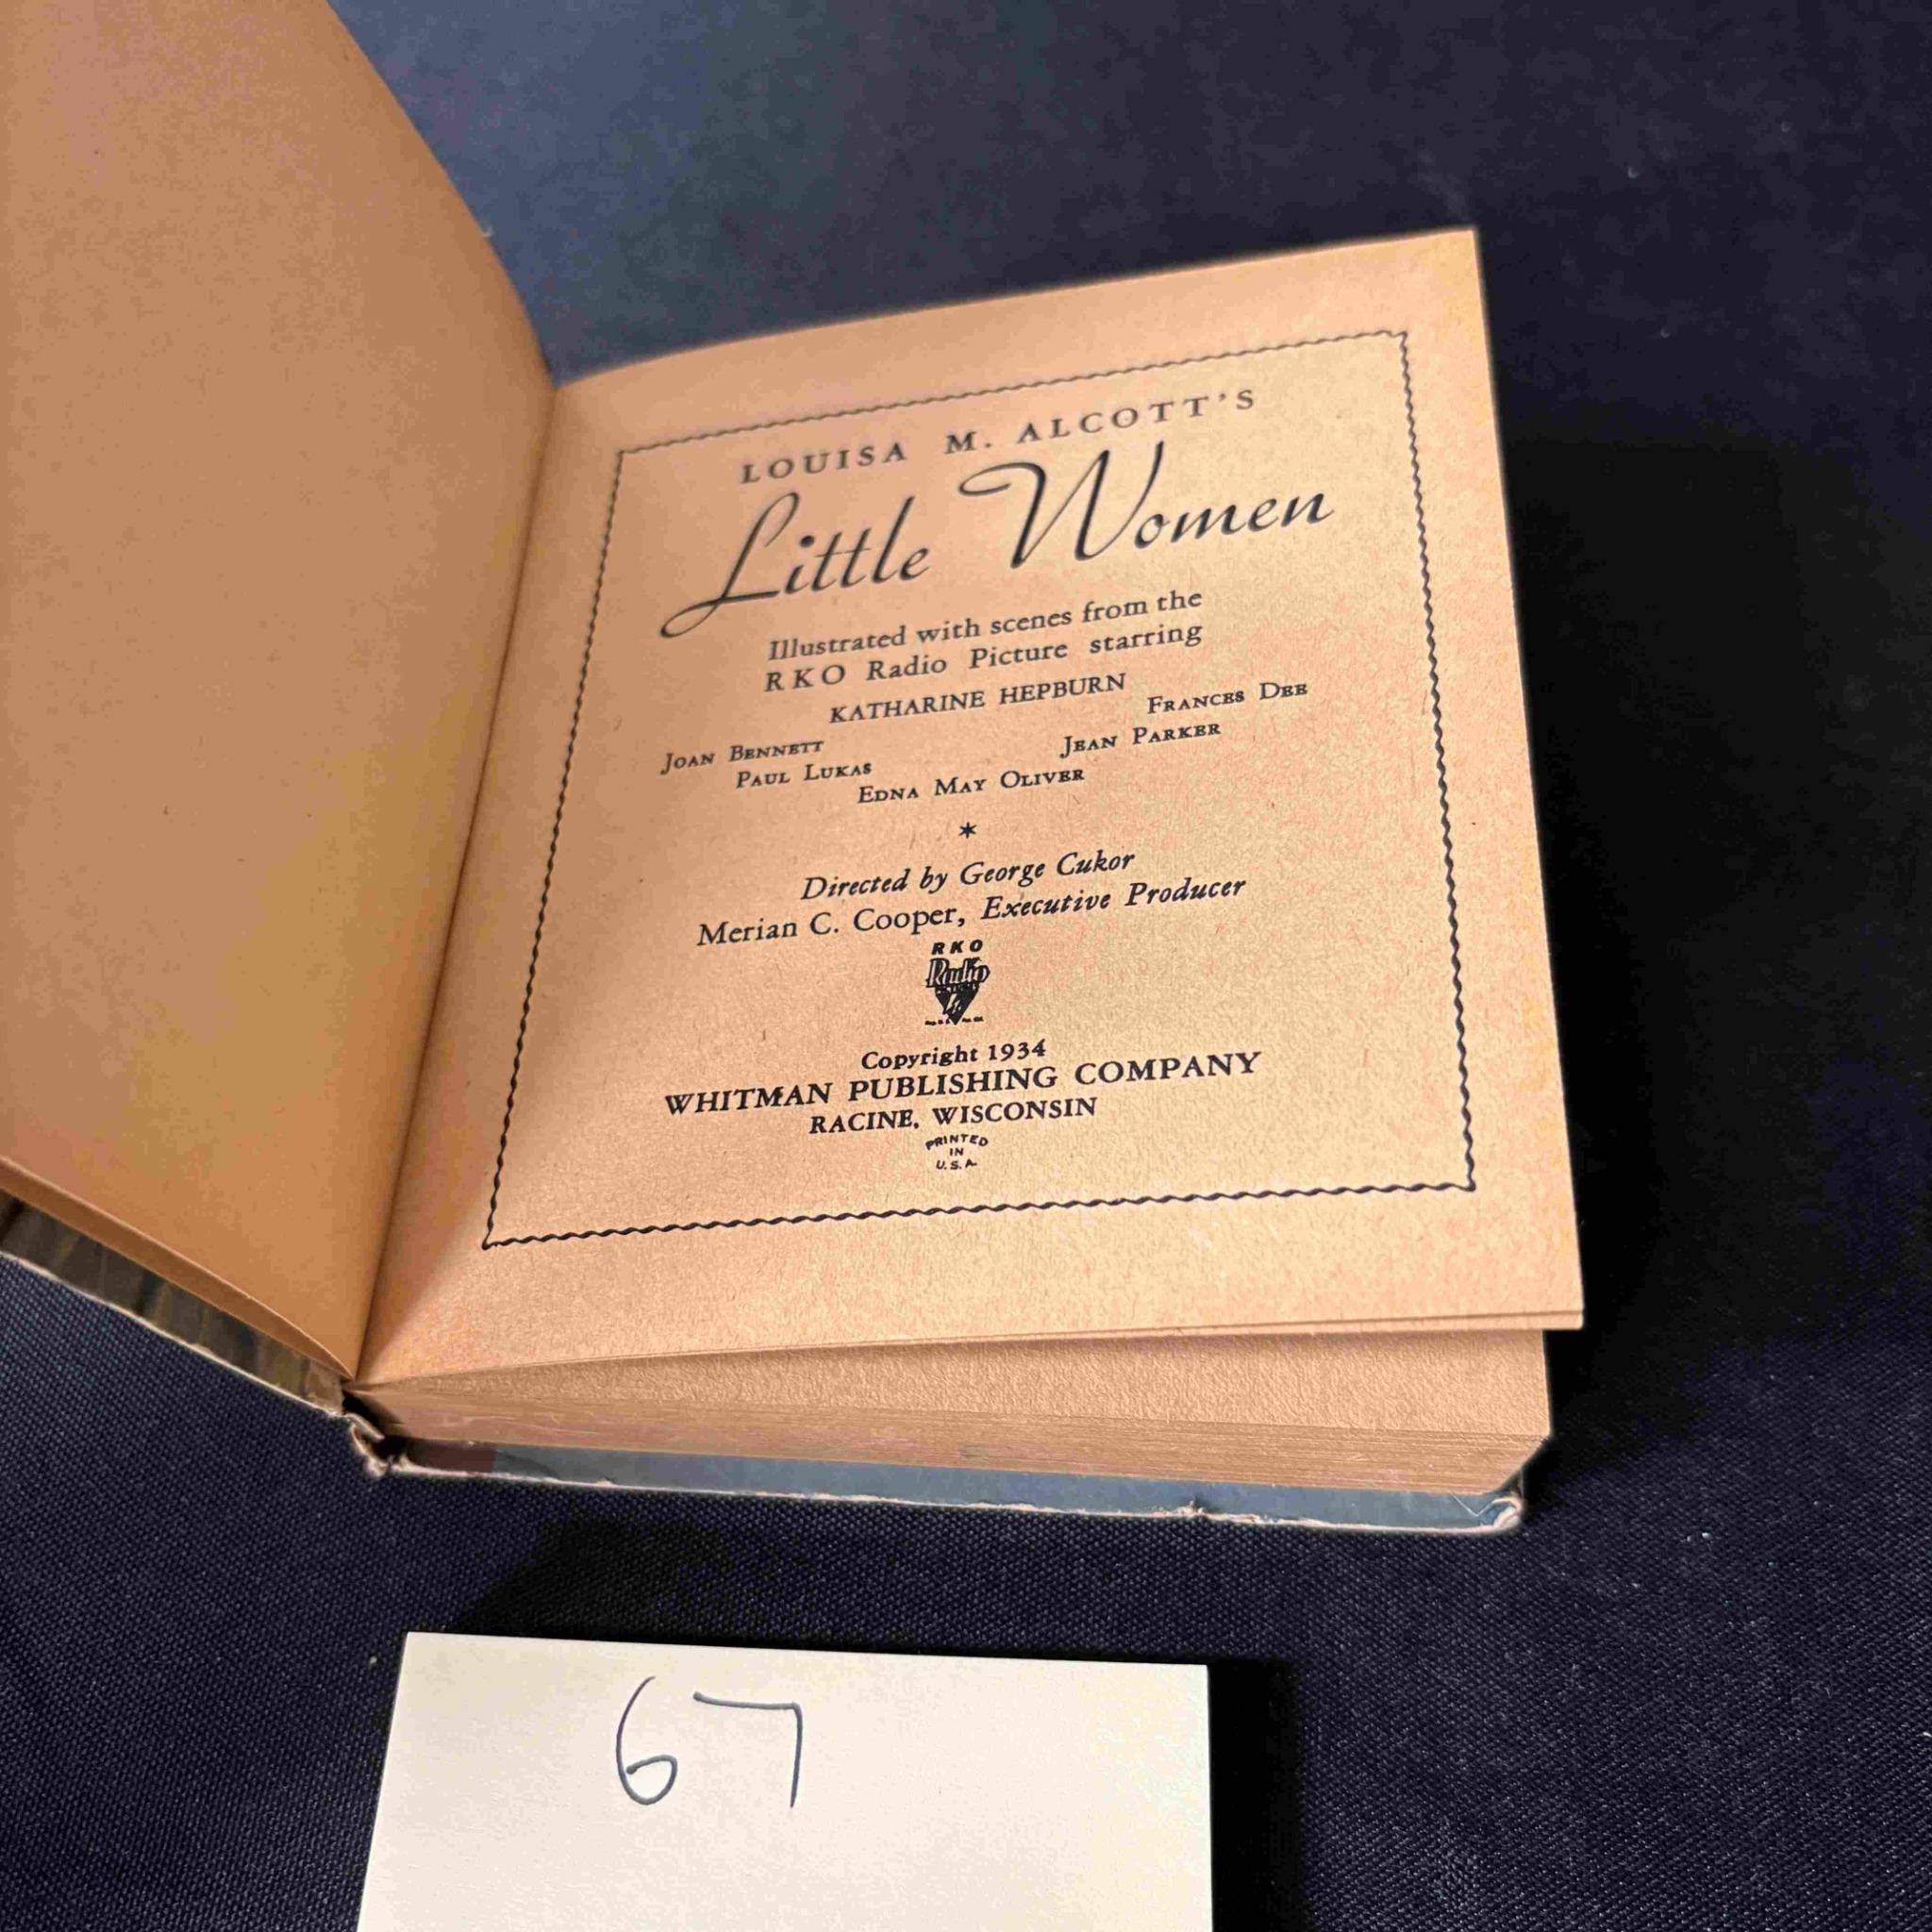 LOUISA M. ALCOTT'S
Little Women
Illustrated with scenes from the
RKO Radio Picture starring
KATHARINE HEPBURN
JOAN BENNETT FRANCES DEE
PAUL LUKAS JEAN PARKER
EDNA MAY OLIVER
*
Directed by George Cukor
Merian C. Cooper, Executive Producer
RKO
Radio
PICTURES
Copyright 1934
WHITMAN PUBLISHING COMPANY
RACINE, WISCONSIN
PRINTED
IN
U.S.A.
67